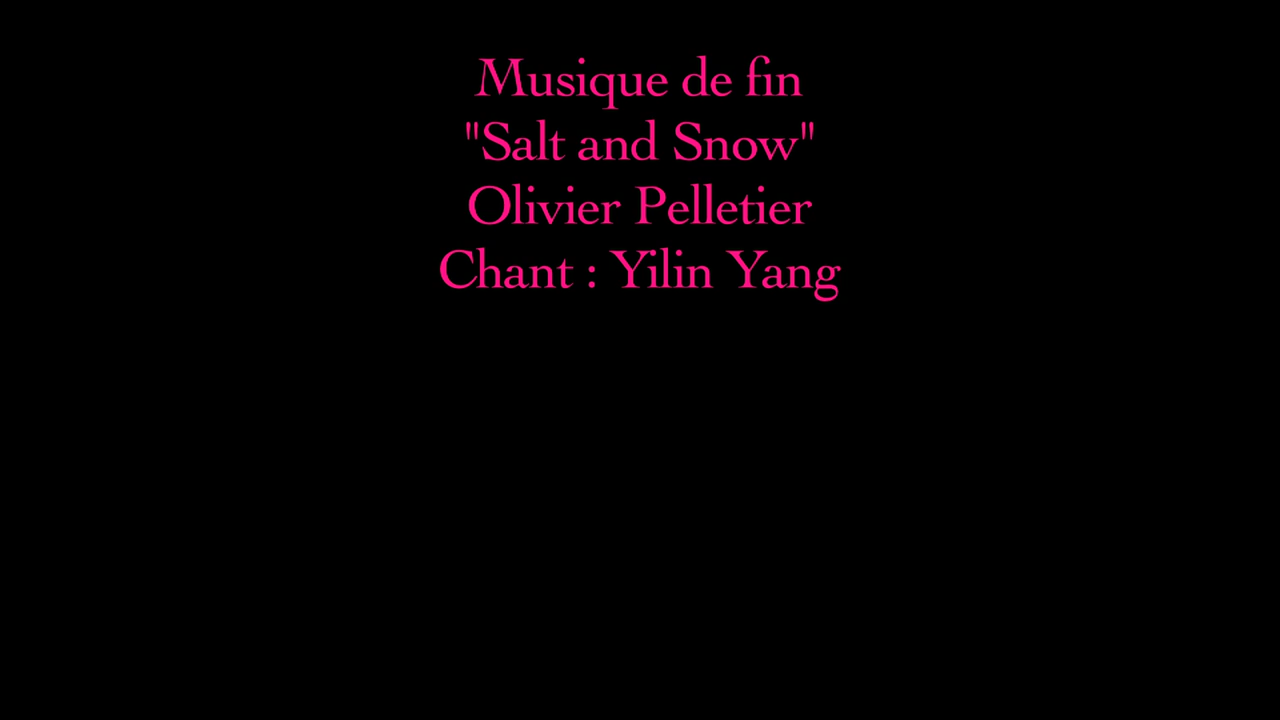 Musique de fin
"Salt and Snow"
Olivier Pelletier
Chant : Yilin Yang